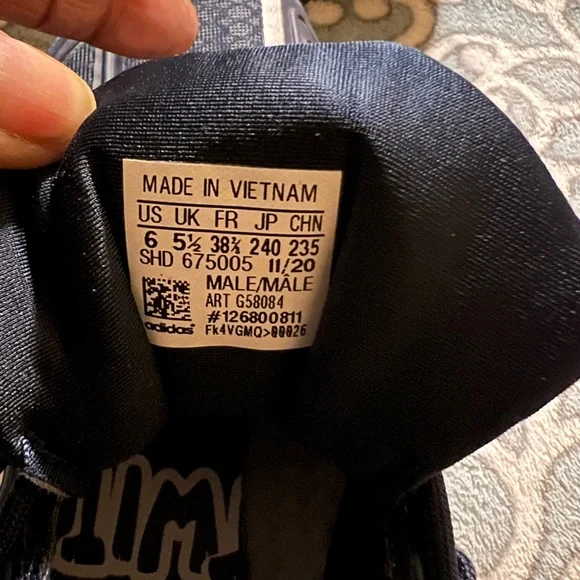 MADE IN VIETNAM
US UK FR JP CHN
6 5½ 38⅔ 240 235
SHD 675005 11/20
MALE/MÂLE
ART G58084
#126800811
adidas FK4VGMQ>00026